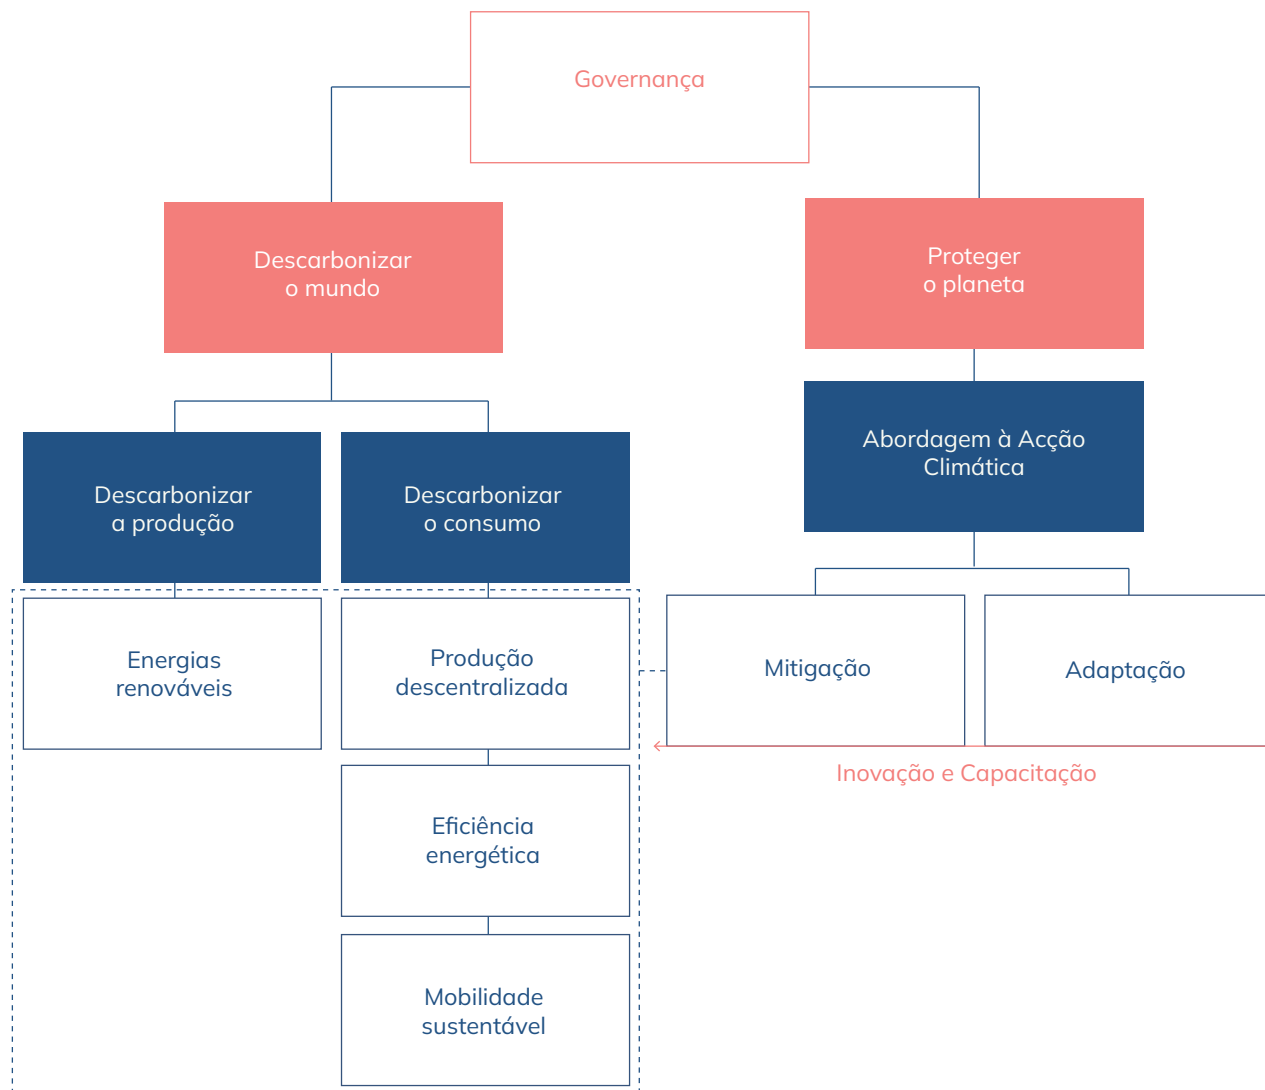 Governança
Descarbonizar
o mundo
Proteger
o planeta
Abordagem à Acção
Climática
Descarbonizar
a produção
Descarbonizar
o consumo
Energias
renováveis
Produção
descentralizada
Mitigação
Adaptação
Inovação e Capacitação
Eficiência
energética
Mobilidade
sustentável